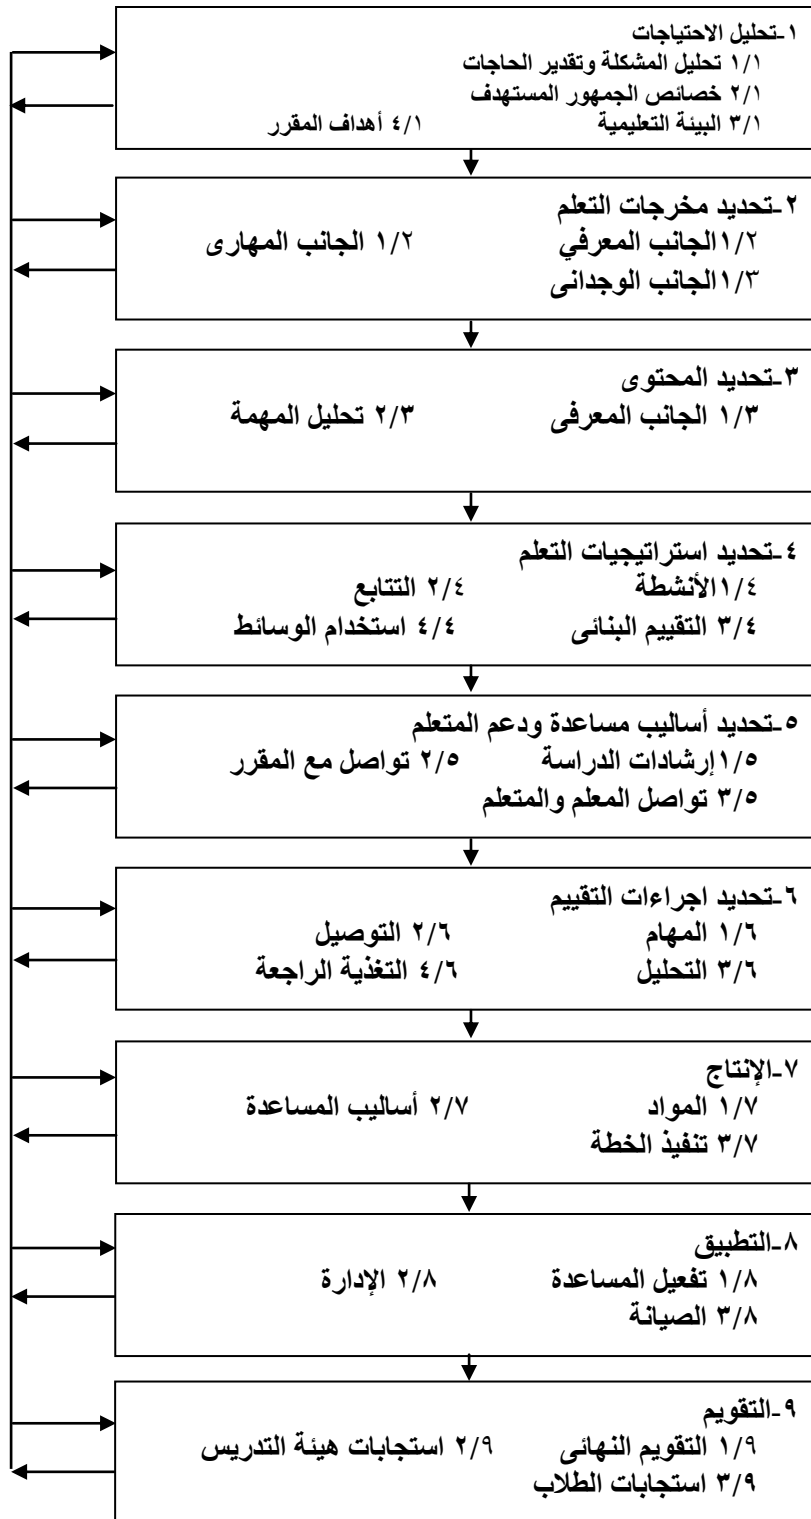 ١-تحليل الاحتياجات
١/١ تحليل المشكلة وتقدير الحاجات
٢/١ خصائص الجمهور المستهدف
٣/١ البيئة التعليمية ٤/١ أهداف المقرر
٢-تحديد مخرجات التعلم
١/٢الجانب المعرفي ١/٢ الجانب المهارى
١/٣الجانب الوجدانى
٣-تحديد المحتوى
١/٣ الجانب المعرفى ٢/٣ تحليل المهمة
٤-تحديد استراتيجيات التعلم
١/٤الأنشطة ٢/٤ التتابع
٣/٤ التقييم البنائى ٤/٤ استخدام الوسائط
٥-تحديد أساليب مساعدة ودعم المتعلم
١/٥إرشادات الدراسة ٢/٥ تواصل مع المقرر
٣/٥ تواصل المعلم والمتعلم
٦-تحديد اجراءات التقييم
١/٦ المهام ٢/٦ التوصيل
٣/٦ التحليل ٤/٦ التغذية الراجعة
٧-الإنتاج
١/٧ المواد ٢/٧ أساليب المساعدة
٣/٧ تنفيذ الخطة
٨-التطبيق
١/٨ تفعيل المساعدة ٢/٨ الإدارة
٣/٨ الصيانة
٩-التقويم
١/٩ التقويم النهائى ٢/٩ استجابات هيئة التدريس
٣/٩ استجابات الطلاب